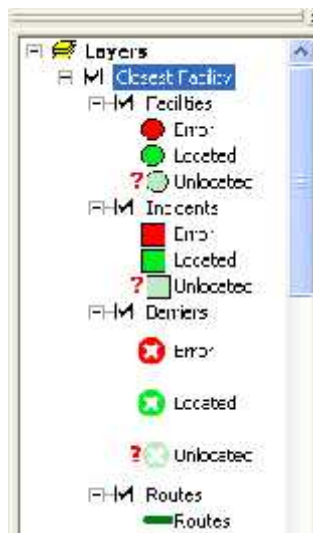 Layers
Closest Facility
Facilities
Error
Located
? Unlocated
Incidents
Error
Located
? Unlocated
Barriers
Error
Located
? Unlocated
Routes
Routes